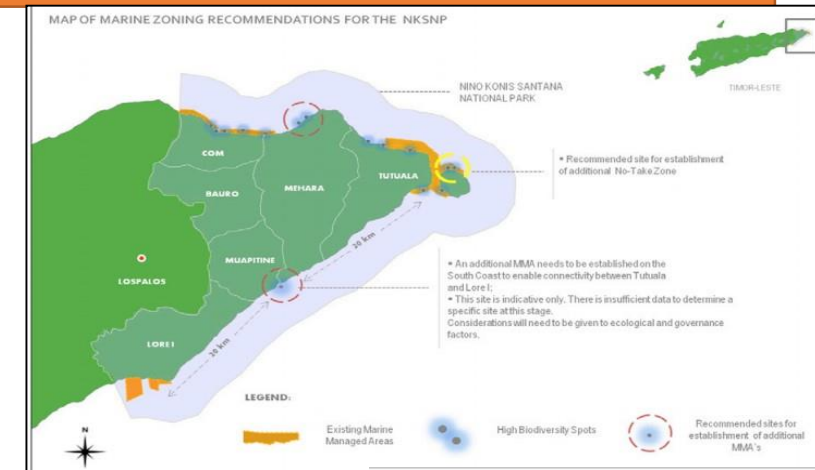 MAP OF MARINE ZONING RECOMMENDATIONS FOR THE NKSNP
NINO KONIS SANTANA
NATIONAL PARK
TIMOR-LESTE
COM
BAURO
MEHARA
TUTUALA
* Recommended site for establishment
of additional No-Take Zone
20 km
MUAPITINE
LOSPALOS
* An additional MMA needs to be established on the
South Coast to enable connectivity between Tutuala
and Lore I;
* This site is indicative only. There is insufficient data to determine a
specific site at this stage.
Considerations will need to be given to ecological and governance
factors.
LORE I
20 km
LEGEND:
N
Existing Marine
Managed Areas
High Biodiversity Spots
Recommended sites for
establishment of additional
MMA's